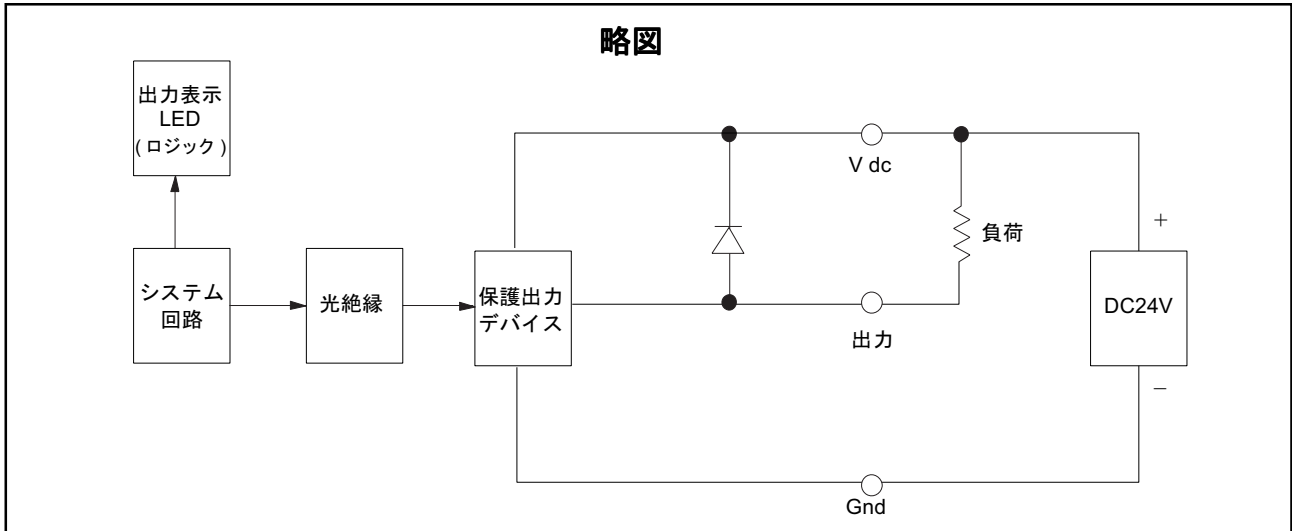 略図
出力表示
LED
( ロジック )
V dc
負荷
+
システム
回路
光絶縁
保護出力
デバイス
出力
DC24V
−
Gnd